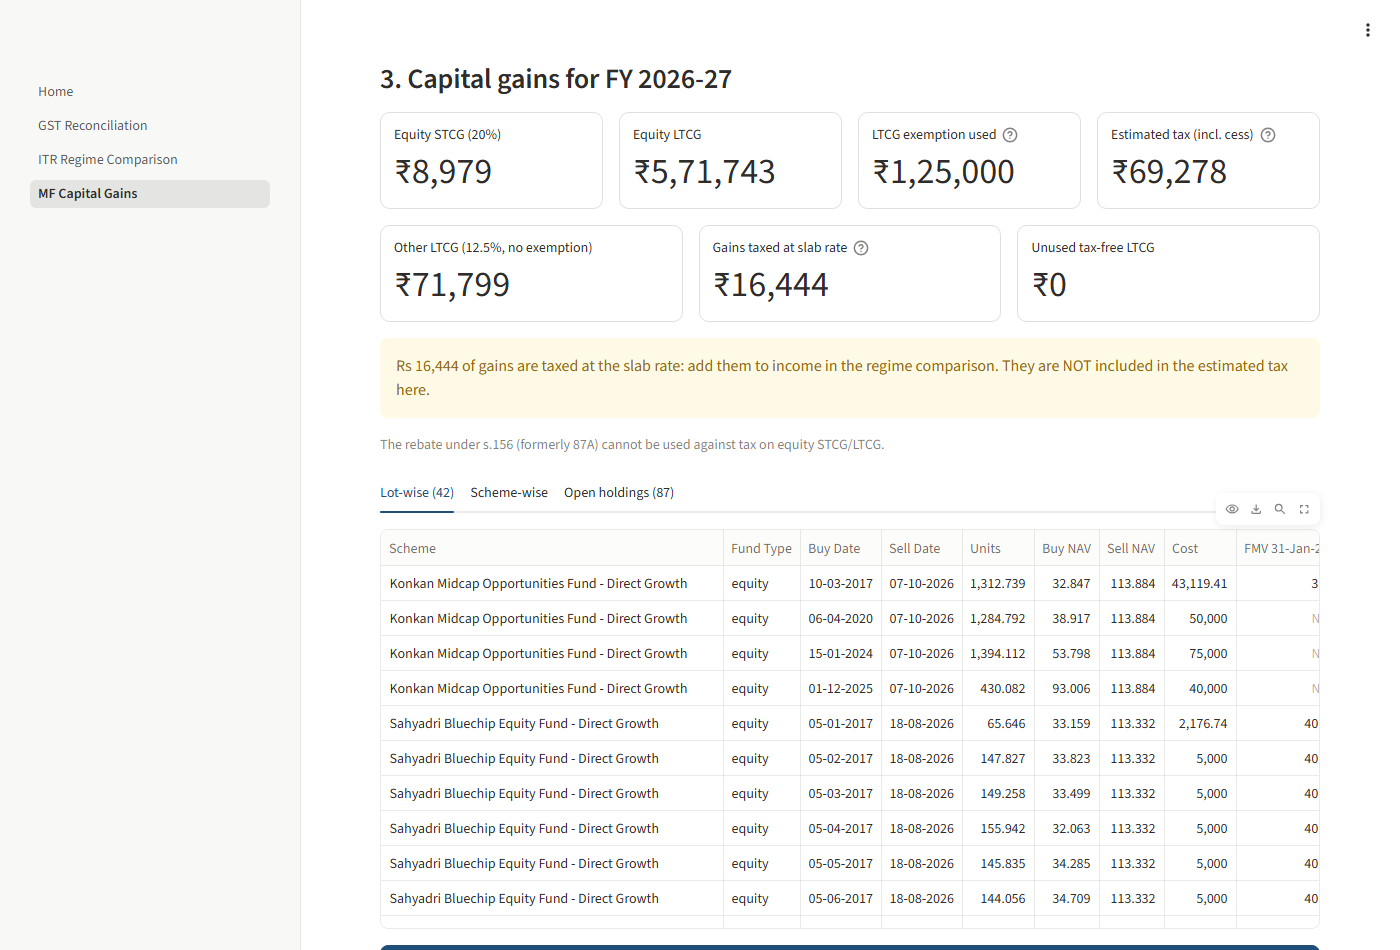 Home
GST Reconciliation
ITR Regime Comparison
MF Capital Gains
3. Capital gains for FY 2026-27
Equity STCG (20%)
₹8,979
Equity LTCG
₹5,71,743
LTCG exemption used
₹1,25,000
Estimated tax (incl. cess)
₹69,278
Other LTCG (12.5%, no exemption)
₹71,799
Gains taxed at slab rate
₹16,444
Unused tax-free LTCG
₹0
Rs 16,444 of gains are taxed at the slab rate: add them to income in the regime comparison. They are NOT included in the estimated tax
here.
The rebate under s.156 (formerly 87A) cannot be used against tax on equity STCG/LTCG.
Lot-wise (42) Scheme-wise Open holdings (87)
Scheme Fund Type Buy Date Sell Date Units Buy NAV Sell NAV Cost FMV 31-Jan-2
Konkan Midcap Opportunities Fund - Direct Growth equity 10-03-2017 07-10-2026 1,312.739 32.847 113.884 43,119.41 3
Konkan Midcap Opportunities Fund - Direct Growth equity 06-04-2020 07-10-2026 1,284.792 38.917 113.884 50,000 N
Konkan Midcap Opportunities Fund - Direct Growth equity 15-01-2024 07-10-2026 1,394.112 53.798 113.884 75,000 N
Konkan Midcap Opportunities Fund - Direct Growth equity 01-12-2025 07-10-2026 430.082 93.006 113.884 40,000 N
Sahyadri Bluechip Equity Fund - Direct Growth equity 05-01-2017 18-08-2026 65.646 33.159 113.332 2,176.74 40
Sahyadri Bluechip Equity Fund - Direct Growth equity 05-02-2017 18-08-2026 147.827 33.823 113.332 5,000 40
Sahyadri Bluechip Equity Fund - Direct Growth equity 05-03-2017 18-08-2026 149.258 33.499 113.332 5,000 40
Sahyadri Bluechip Equity Fund - Direct Growth equity 05-04-2017 18-08-2026 155.942 32.063 113.332 5,000 40
Sahyadri Bluechip Equity Fund - Direct Growth equity 05-05-2017 18-08-2026 145.835 34.285 113.332 5,000 40
Sahyadri Bluechip Equity Fund - Direct Growth equity 05-06-2017 18-08-2026 144.056 34.709 113.332 5,000 40